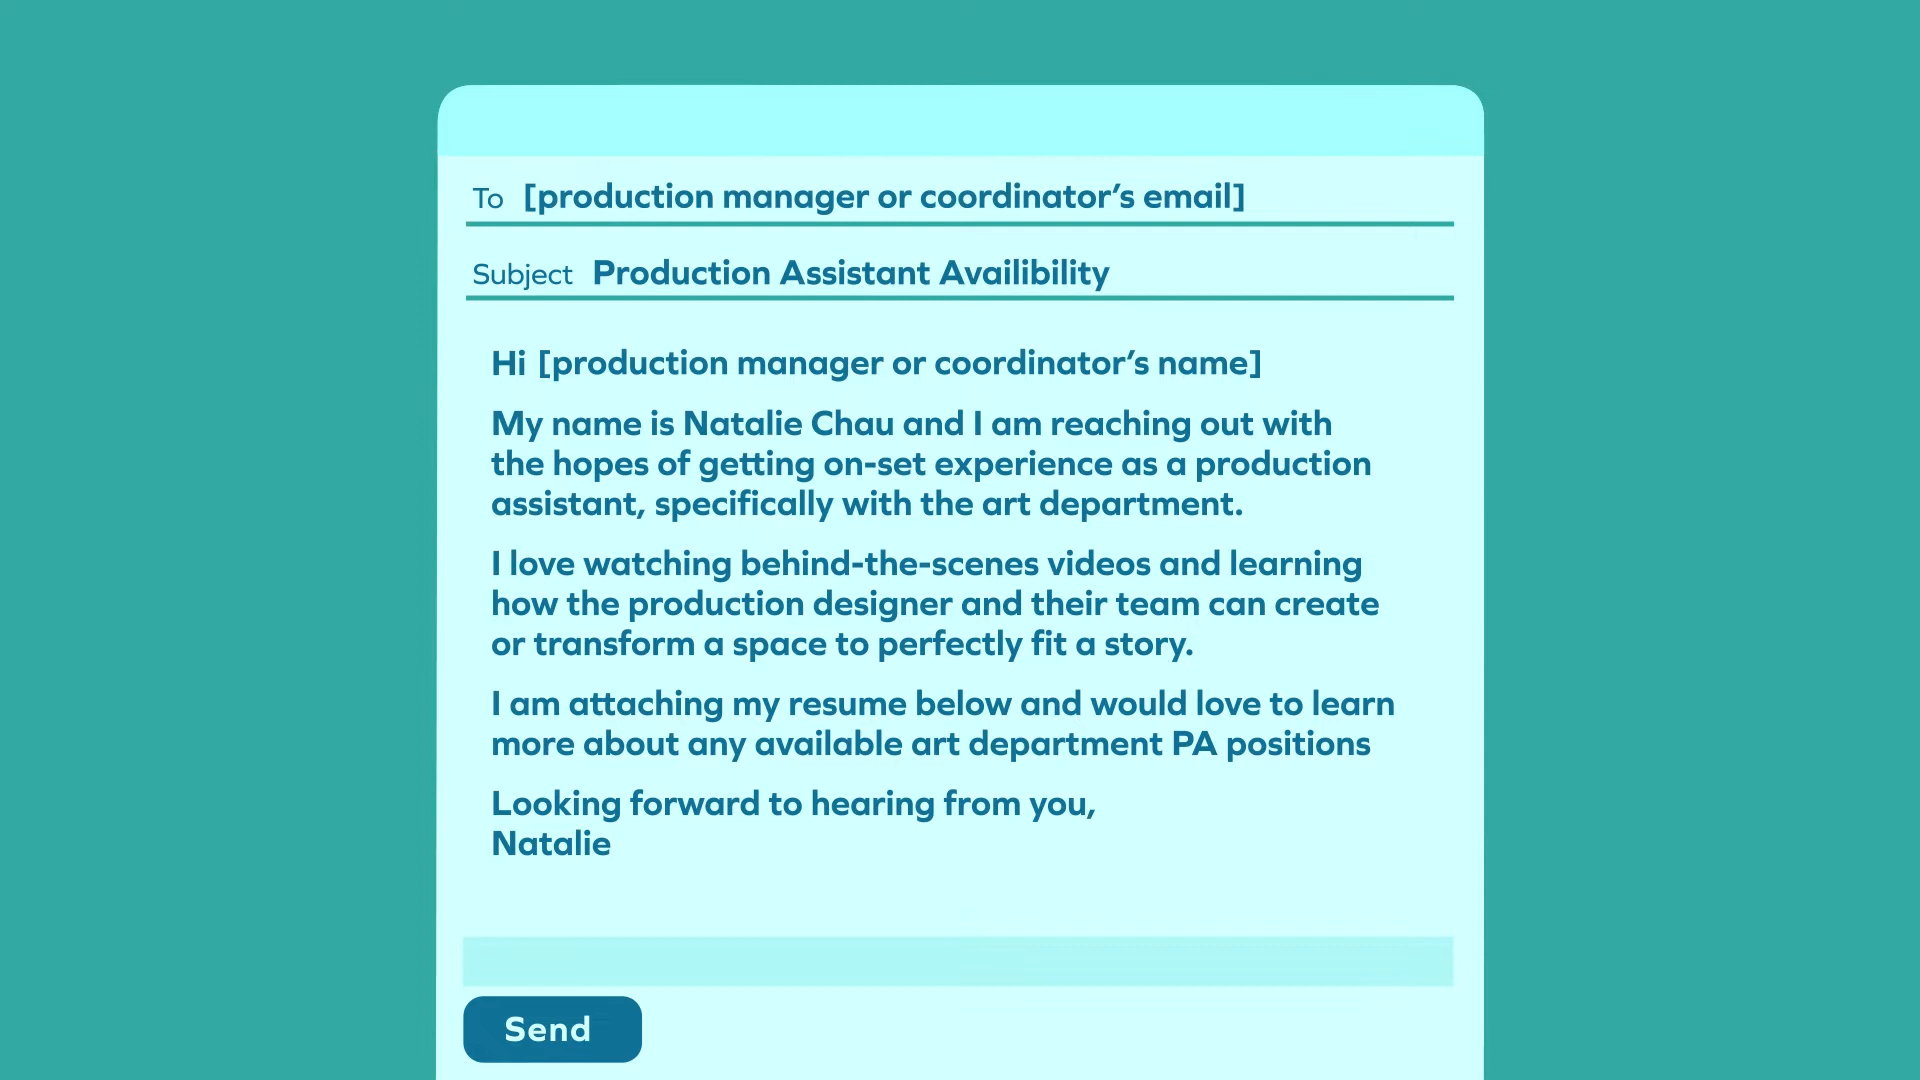 To [production manager or coordinator’s email]
Subject Production Assistant Availibility
Hi [production manager or coordinator’s name]
My name is Natalie Chau and I am reaching out with
the hopes of getting on-set experience as a production
assistant, specifically with the art department.
I love watching behind-the-scenes videos and learning
how the production designer and their team can create
or transform a space to perfectly fit a story.
I am attaching my resume below and would love to learn
more about any available art department PA positions
Looking forward to hearing from you,
Natalie
Send